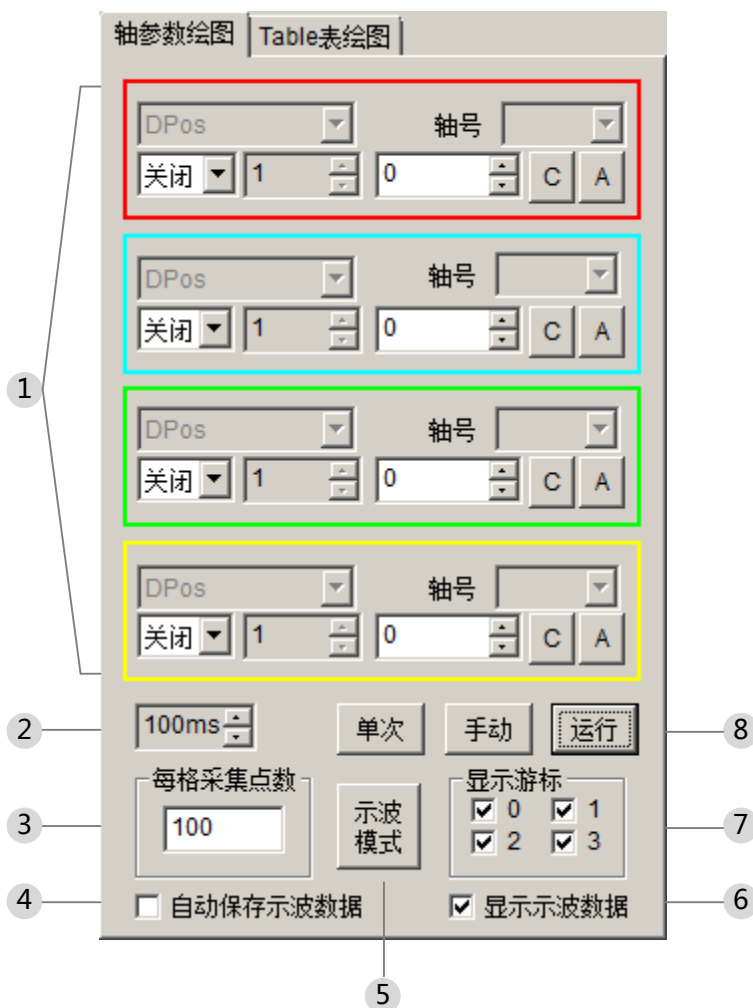 轴参数绘图 Table表绘图
DPos 轴号
关闭 1 0 C A
DPos 轴号
关闭 1 0 C A
1
DPos 轴号
关闭 1 0 C A
DPos 轴号
关闭 1 0 C A
2 100ms 单次 手动 运行 8
每格采集点数 显示游标
3 100 示波 0 1 7
模式 2 3
4 自动保存示波数据 显示示波数据 6
5